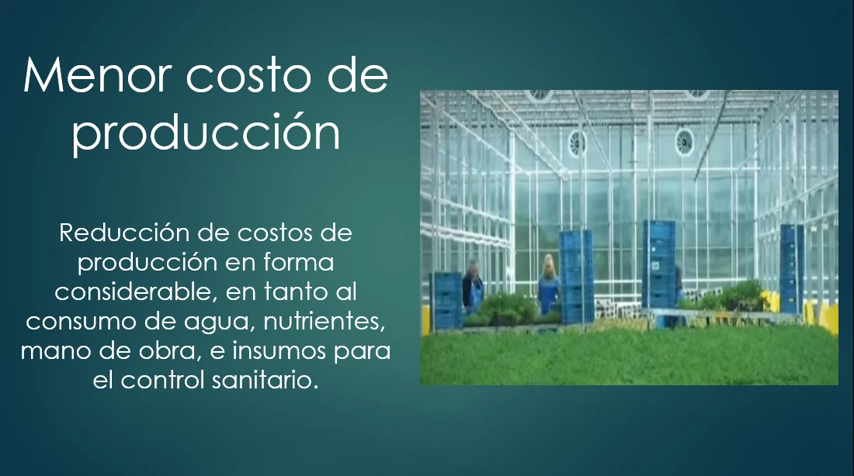 Menor costo de
producción
Reducción de costos de
producción en forma
considerable, en tanto al
consumo de agua, nutrientes,
mano de obra, e insumos para
el control sanitario.